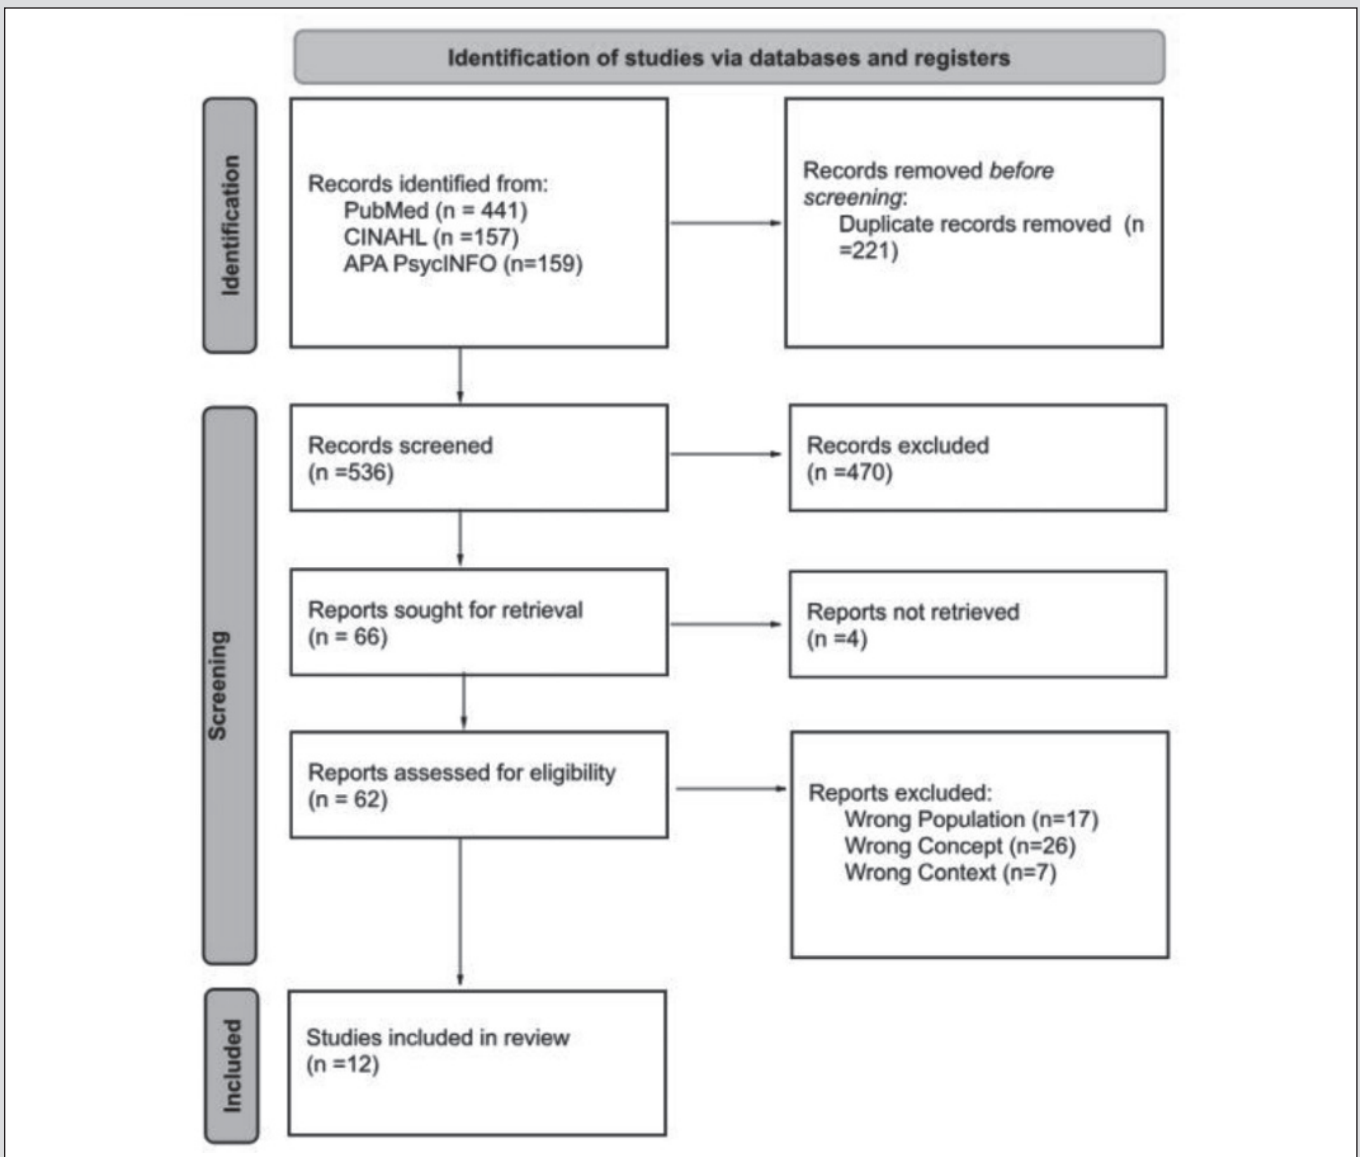 Identification of studies via databases and registers
Identification
Records identified from:
PubMed (n = 441)
CINAHL (n =157)
APA PsycINFO (n=159)
Records removed before
screening:
Duplicate records removed (n
=221)
Screening
Records screened
(n =536)
Records excluded
(n =470)
Reports sought for retrieval
(n = 66)
Reports not retrieved
(n =4)
Reports assessed for eligibility
(n = 62)
Reports excluded:
Wrong Population (n=17)
Wrong Concept (n=26)
Wrong Context (n=7)
Included
Studies included in review
(n =12)